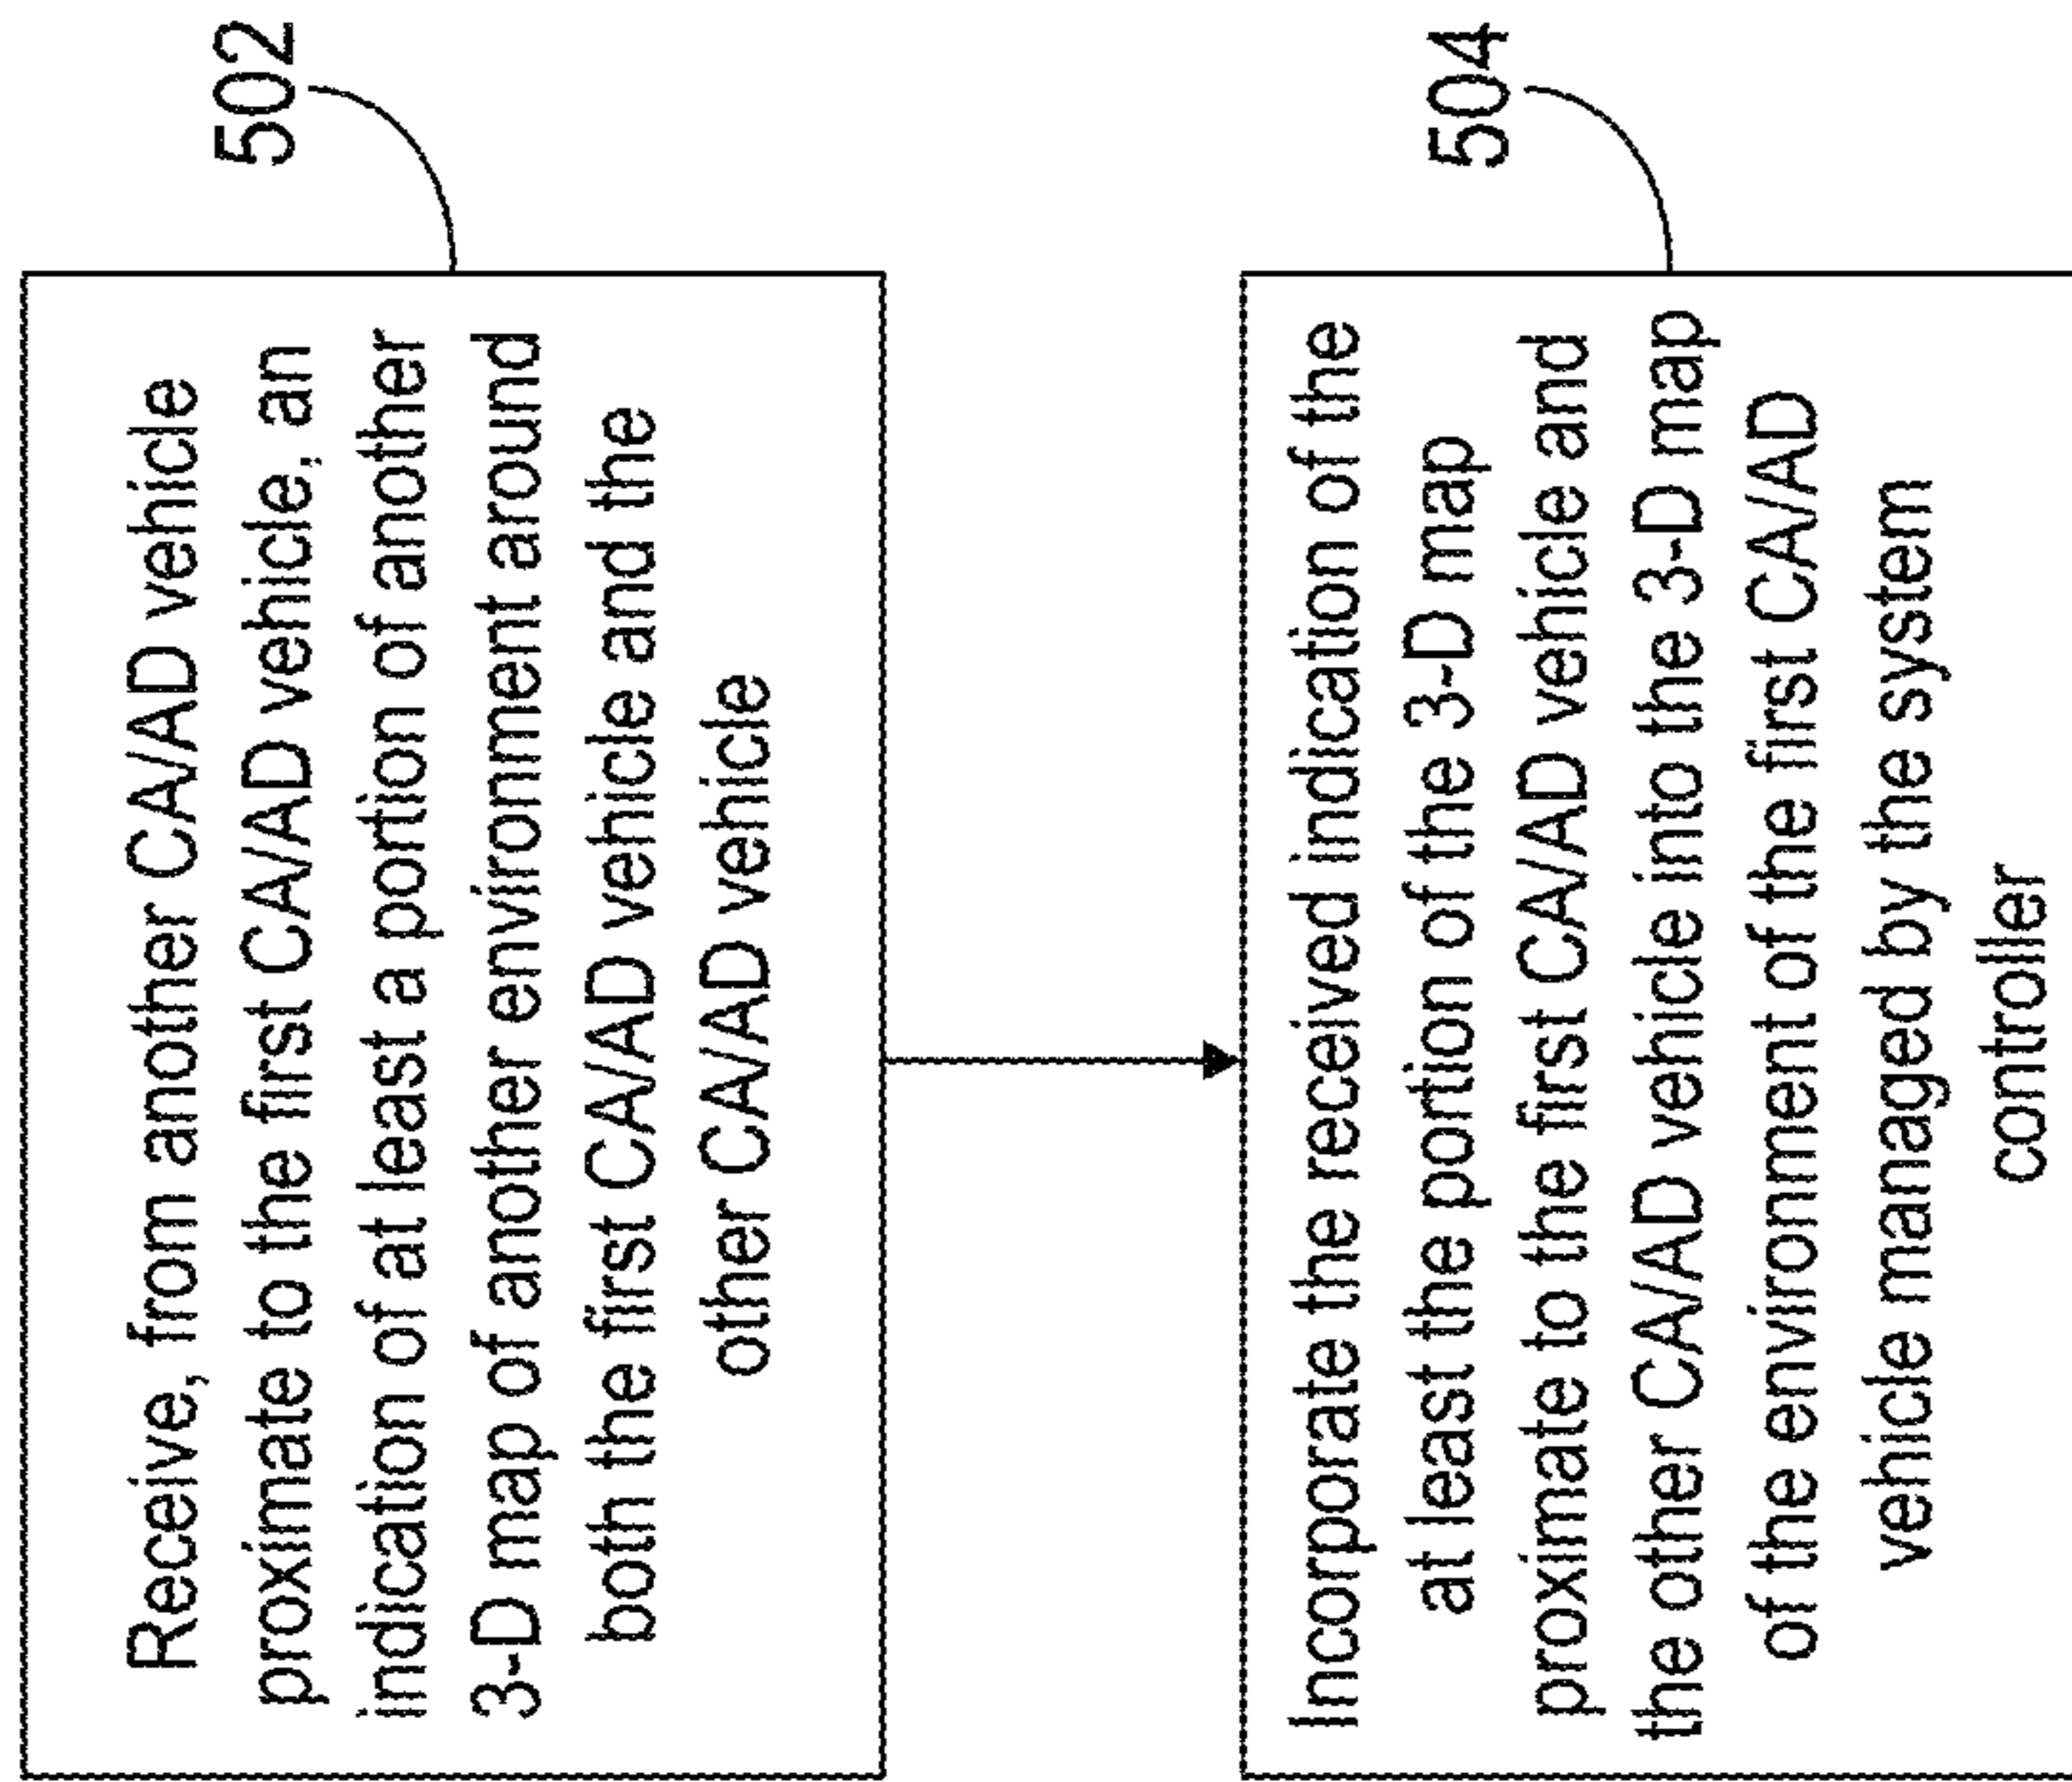 502
Receive, from another CA/AD vehicle
proximate to the first CA/AD vehicle, an
indication of at least a portion of another
3-D map of another environment around
both the first CA/AD vehicle and the
other CA/AD vehicle
504
Incorporate the received indication of the
at least the portion of the 3-D map
proximate to the first CA/AD vehicle and
the other CA/AD vehicle into the 3-D map
of the environment of the first CA/AD
vehicle managed by the system
controller